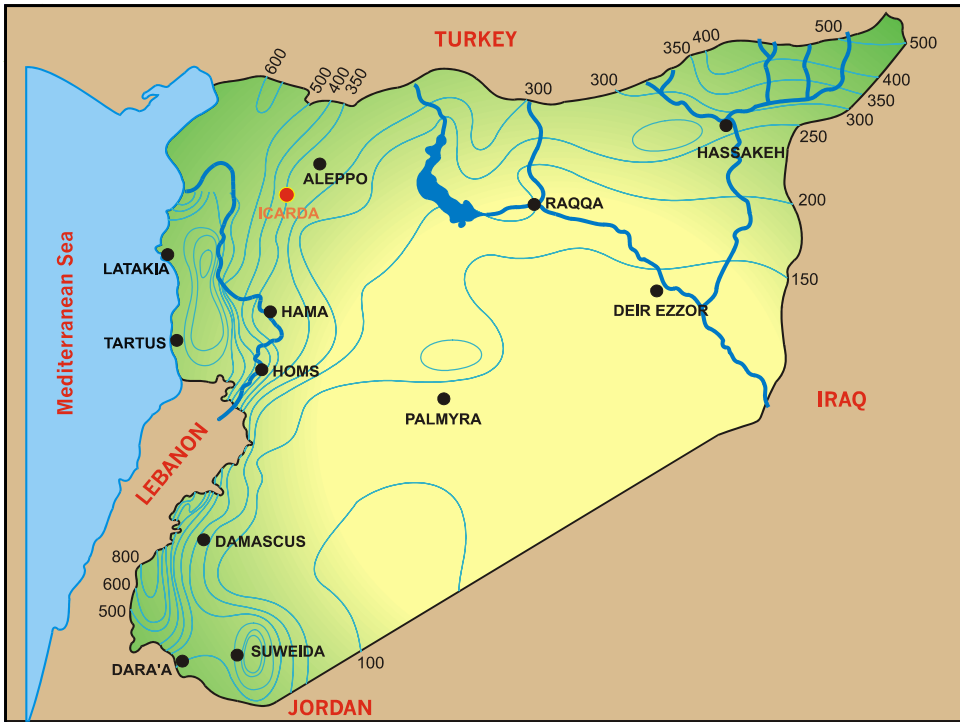 TURKEY
600
500
400
350
300
300
350
400
500
500
400
350
300
250
200
150
HASSAKEH
ALEPPO
ICARDA
RAQQA
LATAKIA
HAMA
DEIR EZZOR
TARTUS
HOMS
PALMYRA
Mediterranean Sea
IRAQ
LEBANON
DAMASCUS
800
600
500
SUWEIDA
DARA'A
100
JORDAN